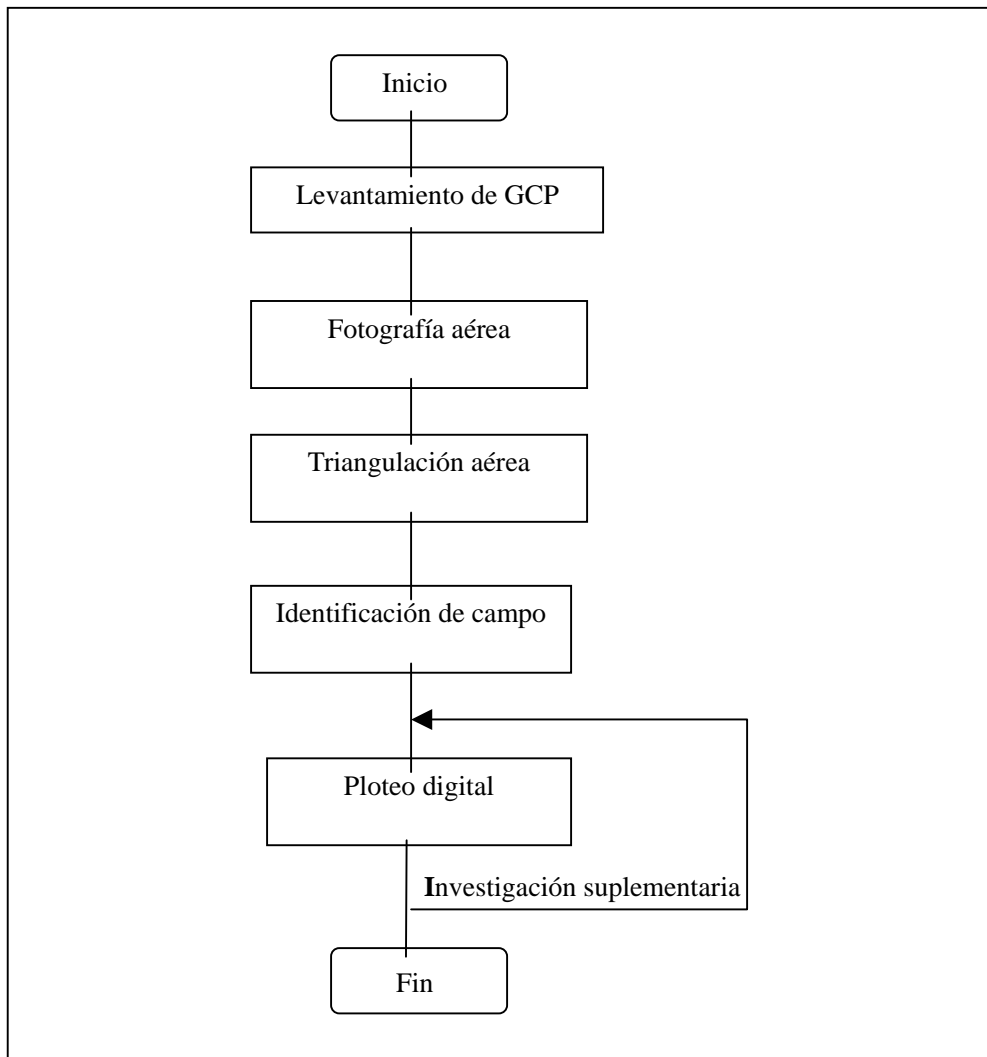 Inicio
Levantamiento de GCP
Fotografía aérea
Triangulación aérea
Identificación de campo
Ploteo digital
Investigación suplementaria
Fin